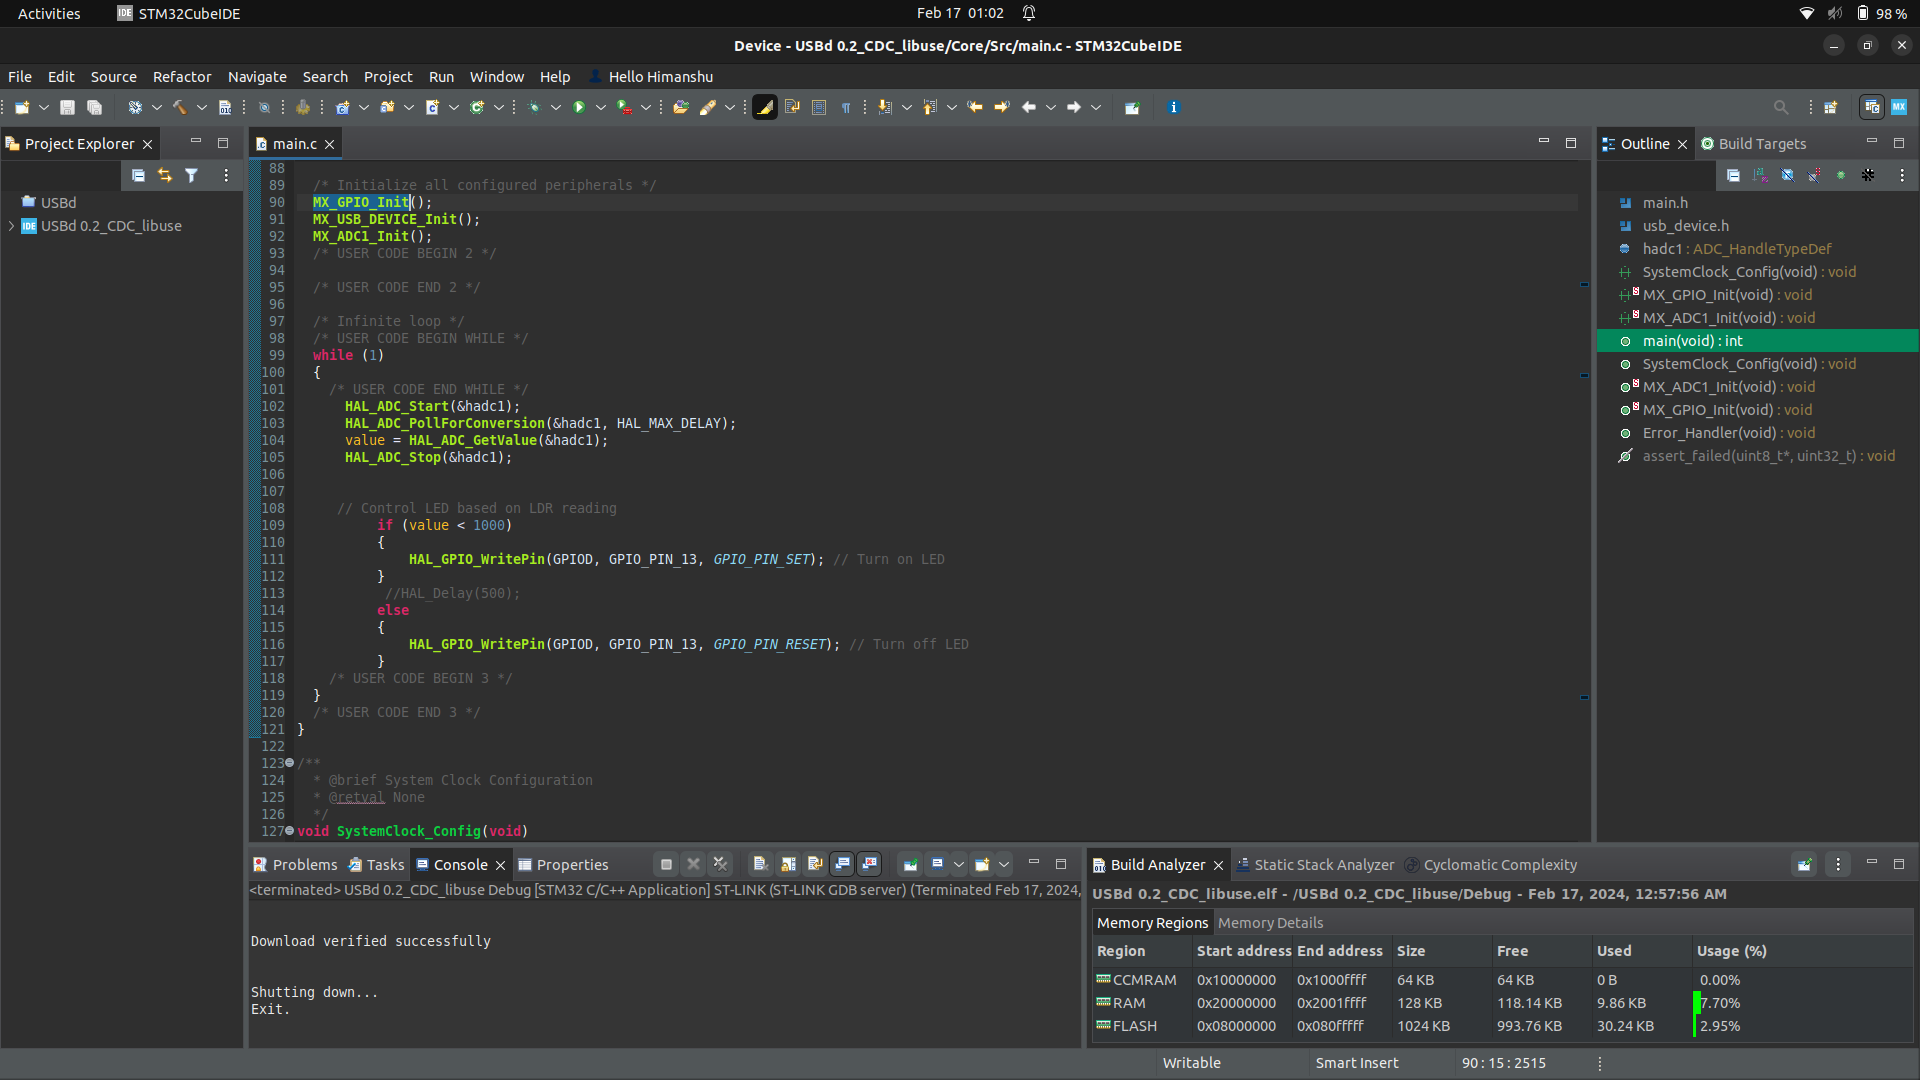 Activities STM32CubeIDE Feb 17 01:02 98 %
Device - USBd 0.2_CDC_libuse/Core/Src/main.c - STM32CubeIDE
File Edit Source Refactor Navigate Search Project Run Window Help Hello Himanshu
Project Explorer
USBd
USBd 0.2_CDC_libuse
main.c
88
89 /* Initialize all configured peripherals */
90 MX_GPIO_Init();
91 MX_USB_DEVICE_Init();
92 MX_ADC1_Init();
93 /* USER CODE BEGIN 2 */
94
95 /* USER CODE END 2 */
96
97 /* Infinite loop */
98 /* USER CODE BEGIN WHILE */
99 while (1)
100 {
101 /* USER CODE END WHILE */
102 HAL_ADC_Start(&hadc1);
103 HAL_ADC_PollForConversion(&hadc1, HAL_MAX_DELAY);
104 value = HAL_ADC_GetValue(&hadc1);
105 HAL_ADC_Stop(&hadc1);
106
107
108 // Control LED based on LDR reading
109 if (value < 1000)
110 {
111 HAL_GPIO_WritePin(GPIOD, GPIO_PIN_13, GPIO_PIN_SET); // Turn on LED
112 }
113 //HAL_Delay(500);
114 else
115 {
116 HAL_GPIO_WritePin(GPIOD, GPIO_PIN_13, GPIO_PIN_RESET); // Turn off LED
117 }
118 /* USER CODE BEGIN 3 */
119 }
120 /* USER CODE END 3 */
121 }
122
123 /**
124 * @brief System Clock Configuration
125 * @retval None
126 */
127 void SystemClock_Config(void)
Outline Build Targets
main.h
usb_device.h
hadc1 : ADC_HandleTypeDef
SystemClock_Config(void) : void
MX_GPIO_Init(void) : void
MX_ADC1_Init(void) : void
main(void) : int
SystemClock_Config(void) : void
MX_ADC1_Init(void) : void
MX_GPIO_Init(void) : void
Error_Handler(void) : void
assert_failed(uint8_t*, uint32_t) : void
Problems Tasks Console Properties
<terminated> USBd 0.2_CDC_libuse Debug [STM32 C/C++ Application] ST-LINK (ST-LINK GDB server) (Terminated Feb 17, 2024,
Download verified successfully
Shutting down...
Exit.
Build Analyzer Static Stack Analyzer Cyclomatic Complexity
USBd 0.2_CDC_libuse.elf - /USBd 0.2_CDC_libuse/Debug - Feb 17, 2024, 12:57:56 AM
Memory Regions Memory Details
Region Start address End address Size Free Used Usage (%)
CCMRAM 0x10000000 0x1000ffff 64 KB 64 KB 0 B 0.00%
RAM 0x20000000 0x2001ffff 128 KB 118.14 KB 9.86 KB 7.70%
FLASH 0x08000000 0x080fffff 1024 KB 993.76 KB 30.24 KB 2.95%
Writable Smart Insert 90 : 15 : 2515